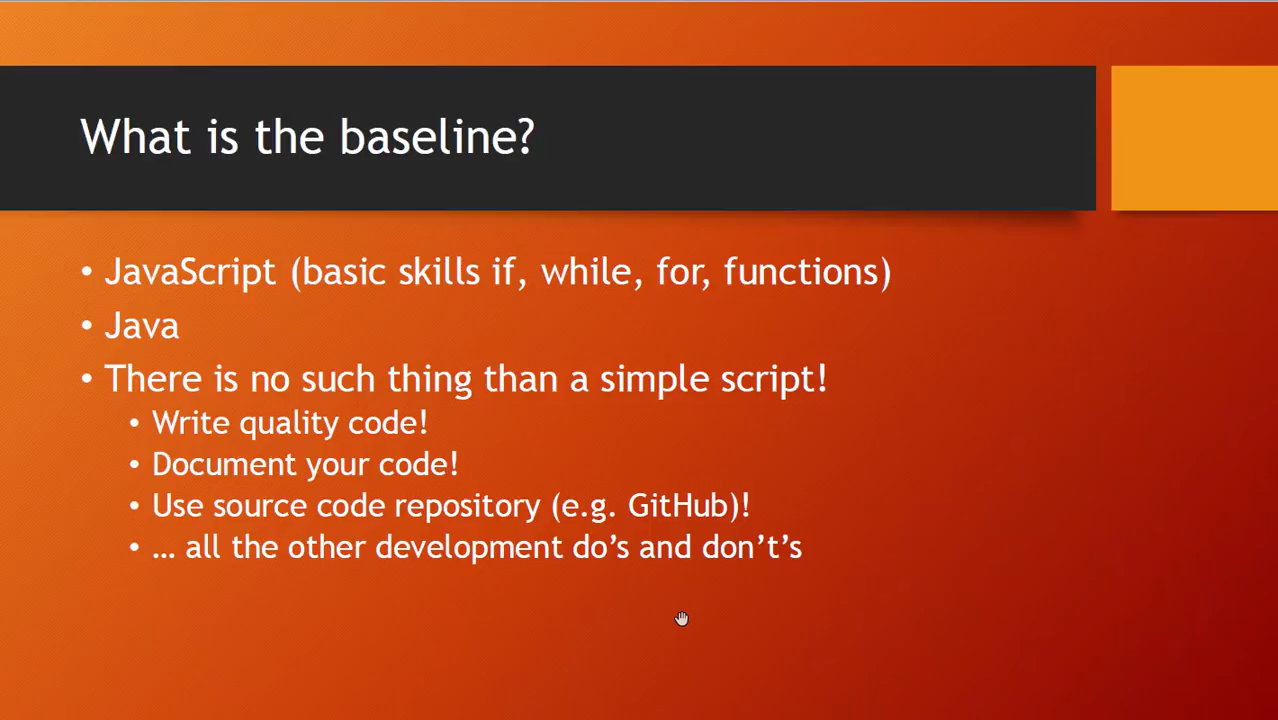 What is the baseline?
• JavaScript (basic skills if, while, for, functions)
• Java
• There is no such thing than a simple script!
• Write quality code!
• Document your code!
• Use source code repository (e.g. GitHub)!
• … all the other development do’s and don’t’s